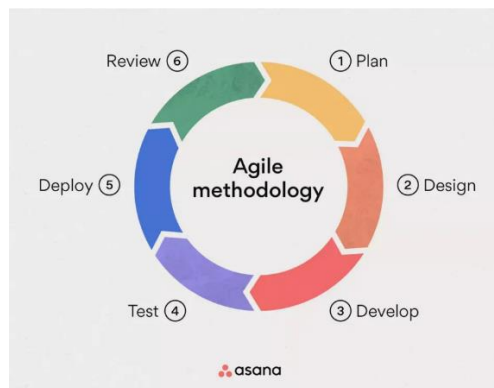 Review 6
1 Plan
Agile
methodology
Deploy 5
2 Design
Test 4
3 Develop
asana